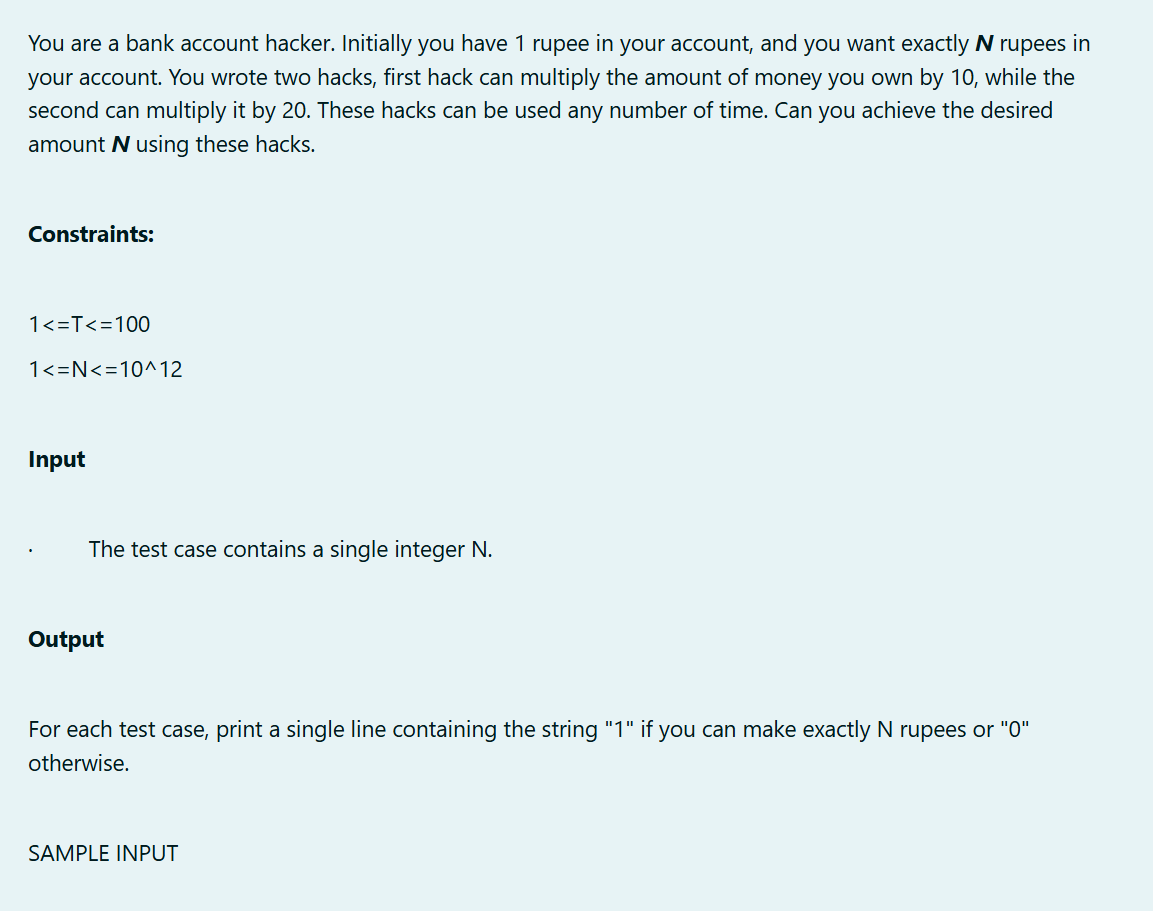 You are a bank account hacker. Initially you have 1 rupee in your account, and you want exactly N rupees in
your account. You wrote two hacks, first hack can multiply the amount of money you own by 10, while the
second can multiply it by 20. These hacks can be used any number of time. Can you achieve the desired
amount N using these hacks.
Constraints:
1<=T<=100
1<=N<=10^12
Input
· The test case contains a single integer N.
Output
For each test case, print a single line containing the string "1" if you can make exactly N rupees or "0"
otherwise.
SAMPLE INPUT